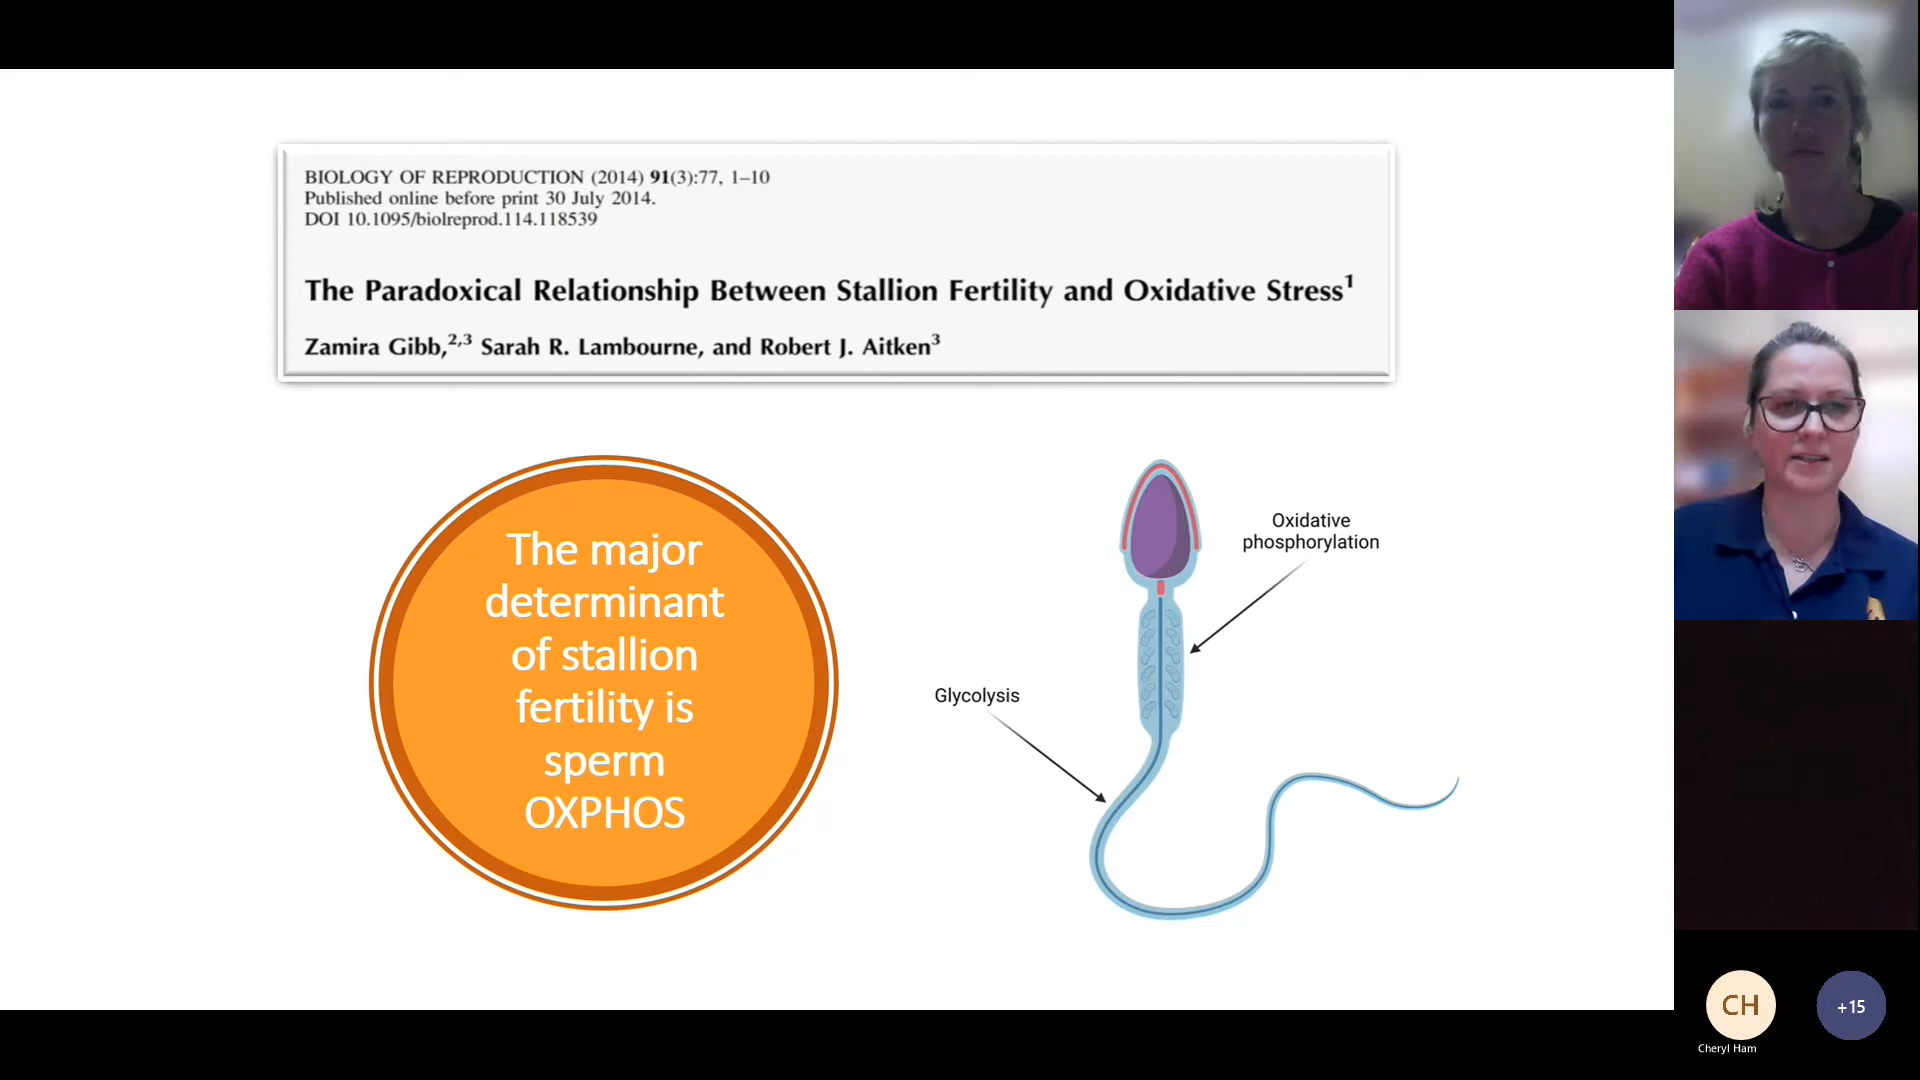 BIOLOGY OF REPRODUCTION (2014) 91(3):77, 1–10
Published online before print 30 July 2014.
DOI 10.1095/biolreprod.114.118539
The Paradoxical Relationship Between Stallion Fertility and Oxidative Stress1
Zamira Gibb,2,3 Sarah R. Lambourne, and Robert J. Aitken3
The major
determinant
of stallion
fertility is
sperm
OXPHOS
Oxidative
phosphorylation
Glycolysis
CH
+15
Cheryl Ham